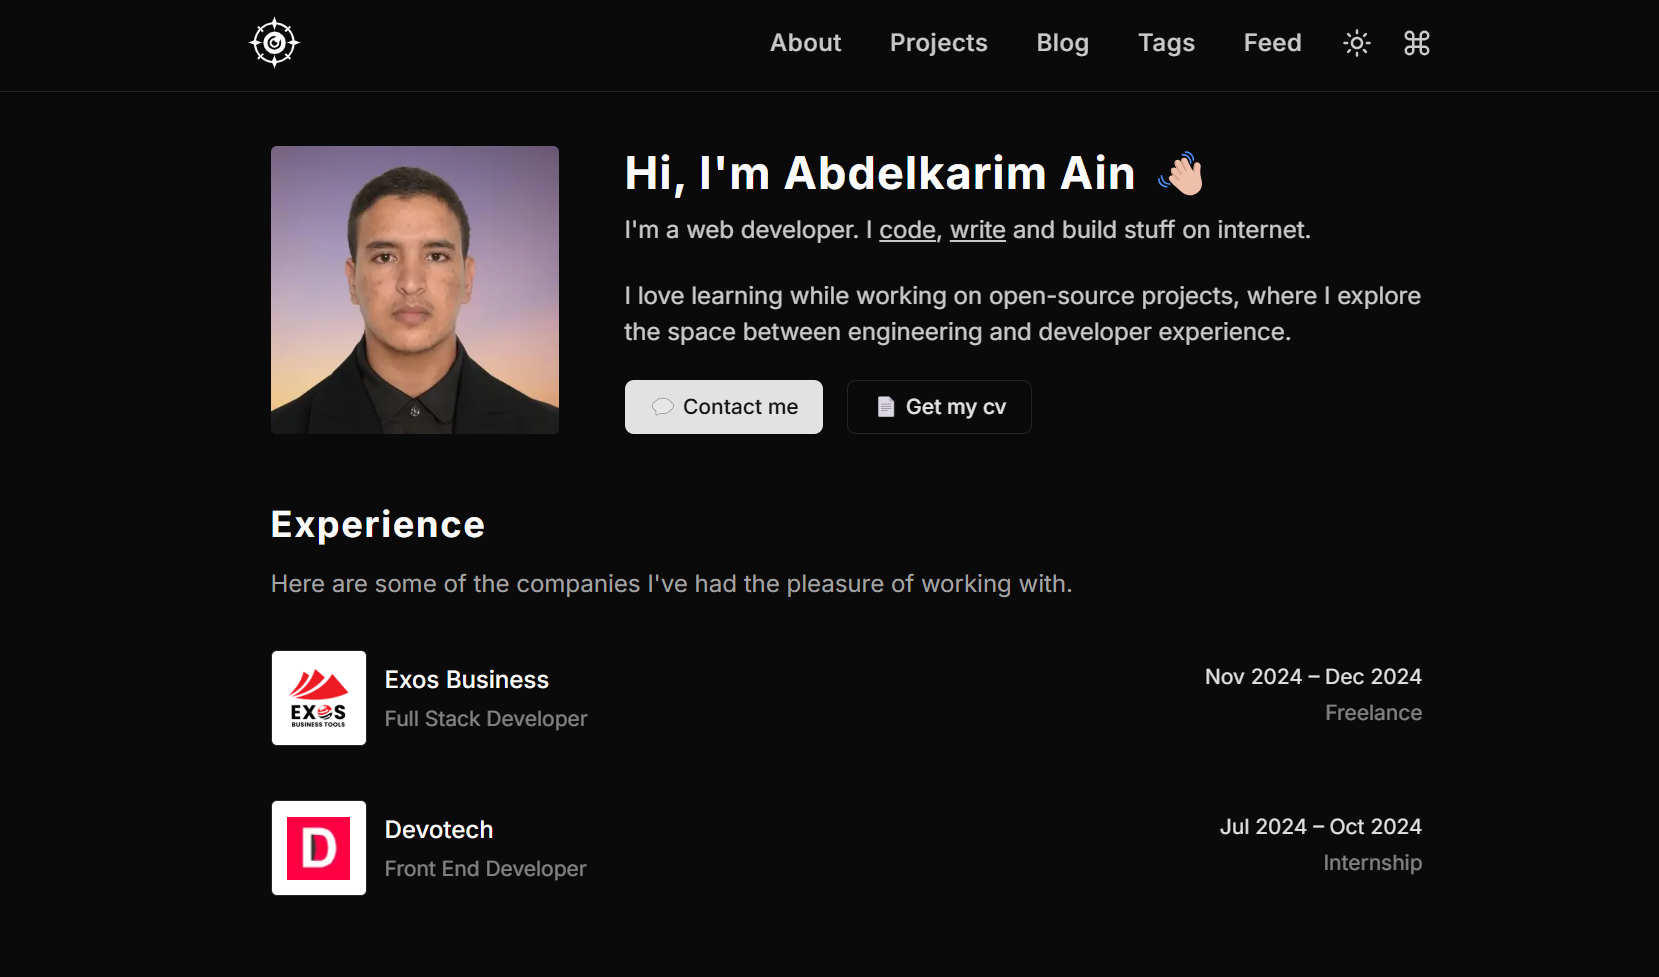 About Projects Blog Tags Feed
Hi, I'm Abdelkarim Ain
I'm a web developer. I code, write and build stuff on internet.
I love learning while working on open-source projects, where I explore
the space between engineering and developer experience.
Contact me
Get my cv
Experience
Here are some of the companies I've had the pleasure of working with.
EXOS
BUSINESS TOOLS
Exos Business
Full Stack Developer
Nov 2024 – Dec 2024
Freelance
D
Devotech
Front End Developer
Jul 2024 – Oct 2024
Internship